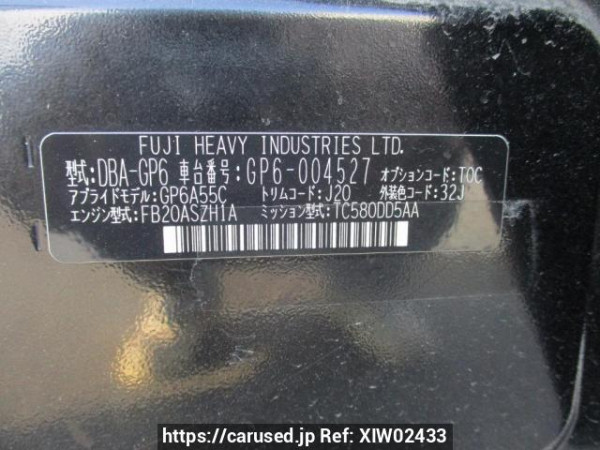 FUJI HEAVY INDUSTRIES LTD.
型式:DBA-GP6 車台番号:GP6-004527 オプションコード:TOC
アプライドモデル:GP6A55C トリムコード:J20 外装色コード:32J
エンジン型式:FB20ASZH1A ミッション型式:TC580DD5AA
https://carused.jp Ref: XIW02433